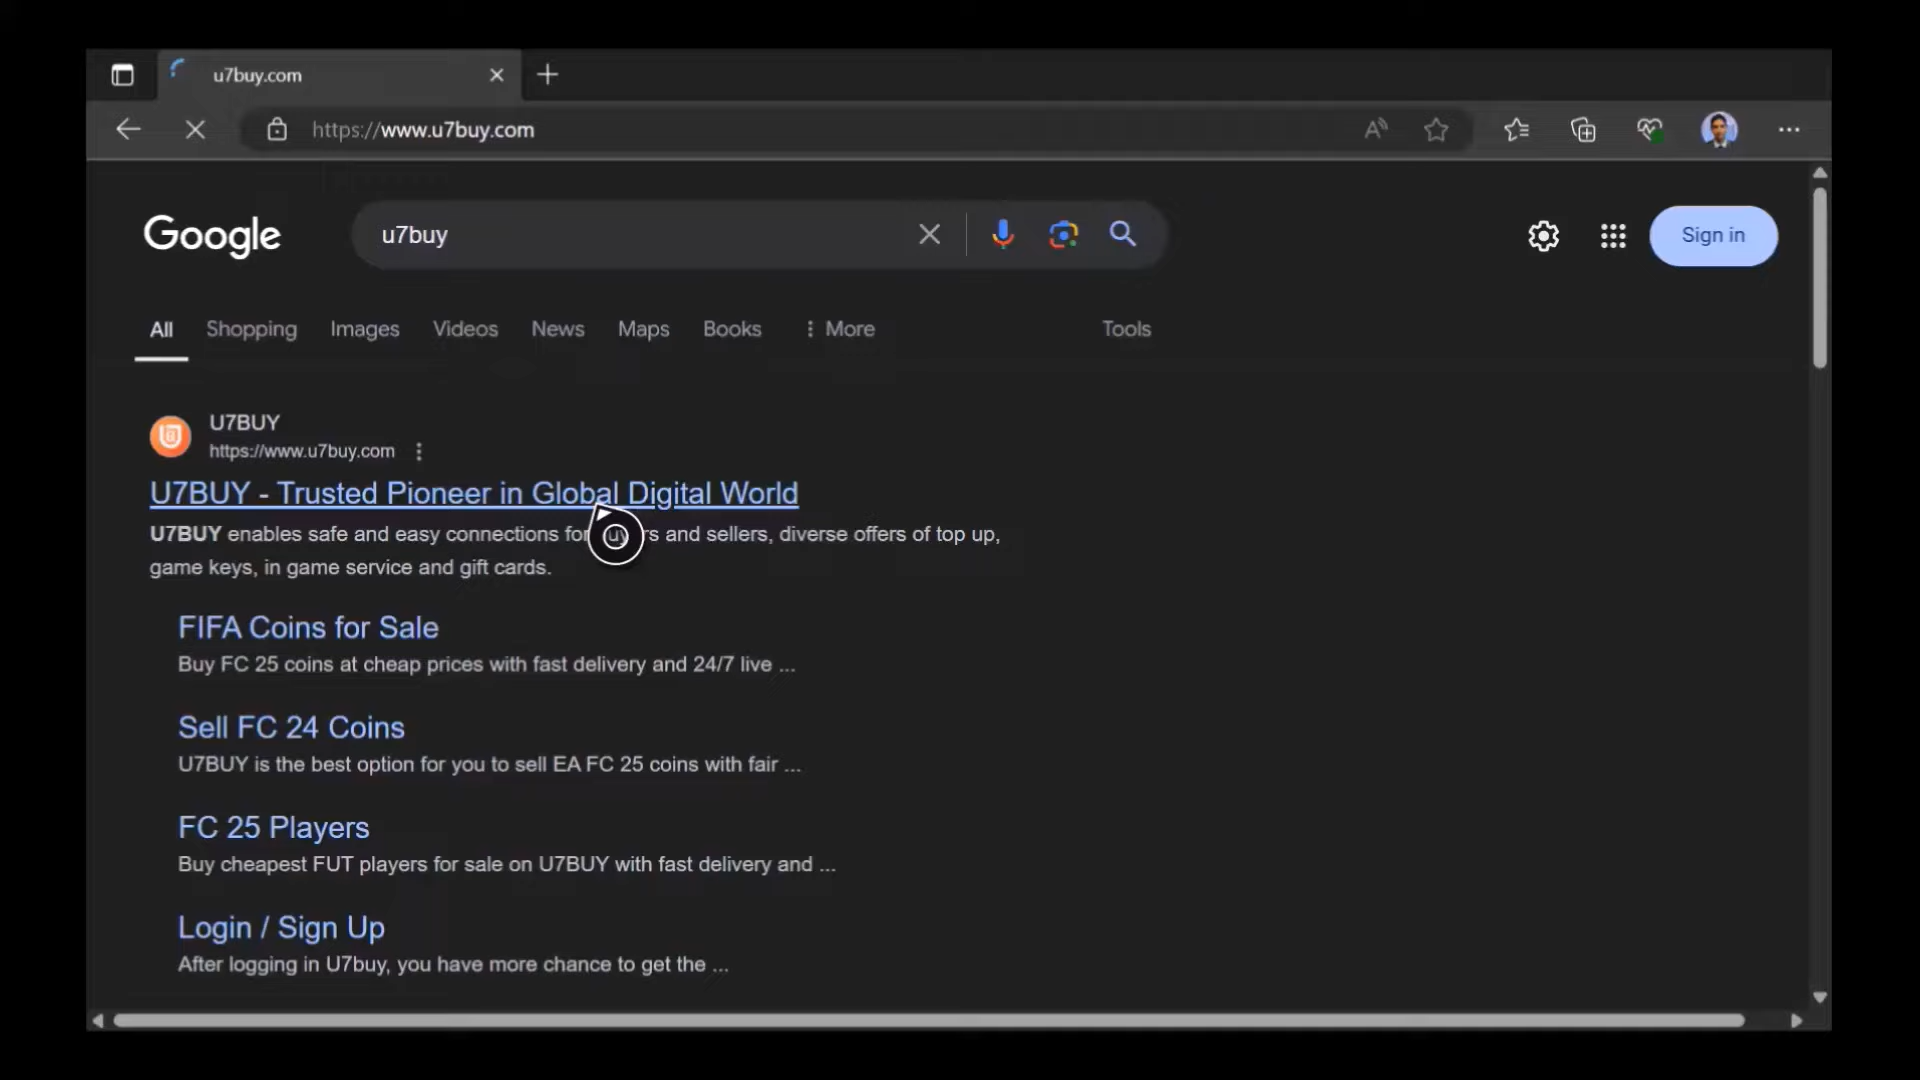 u7buy.com
https://www.u7buy.com
Google
u7buy
Sign in
All Shopping Images Videos News Maps Books More Tools
U7BUY
https://www.u7buy.com
U7BUY - Trusted Pioneer in Global Digital World
U7BUY enables safe and easy connections for buyers and sellers, diverse offers of top up,
game keys, in game service and gift cards.
FIFA Coins for Sale
Buy FC 25 coins at cheap prices with fast delivery and 24/7 live ...
Sell FC 24 Coins
U7BUY is the best option for you to sell EA FC 25 coins with fair ...
FC 25 Players
Buy cheapest FUT players for sale on U7BUY with fast delivery and ...
Login / Sign Up
After logging in U7buy, you have more chance to get the ...